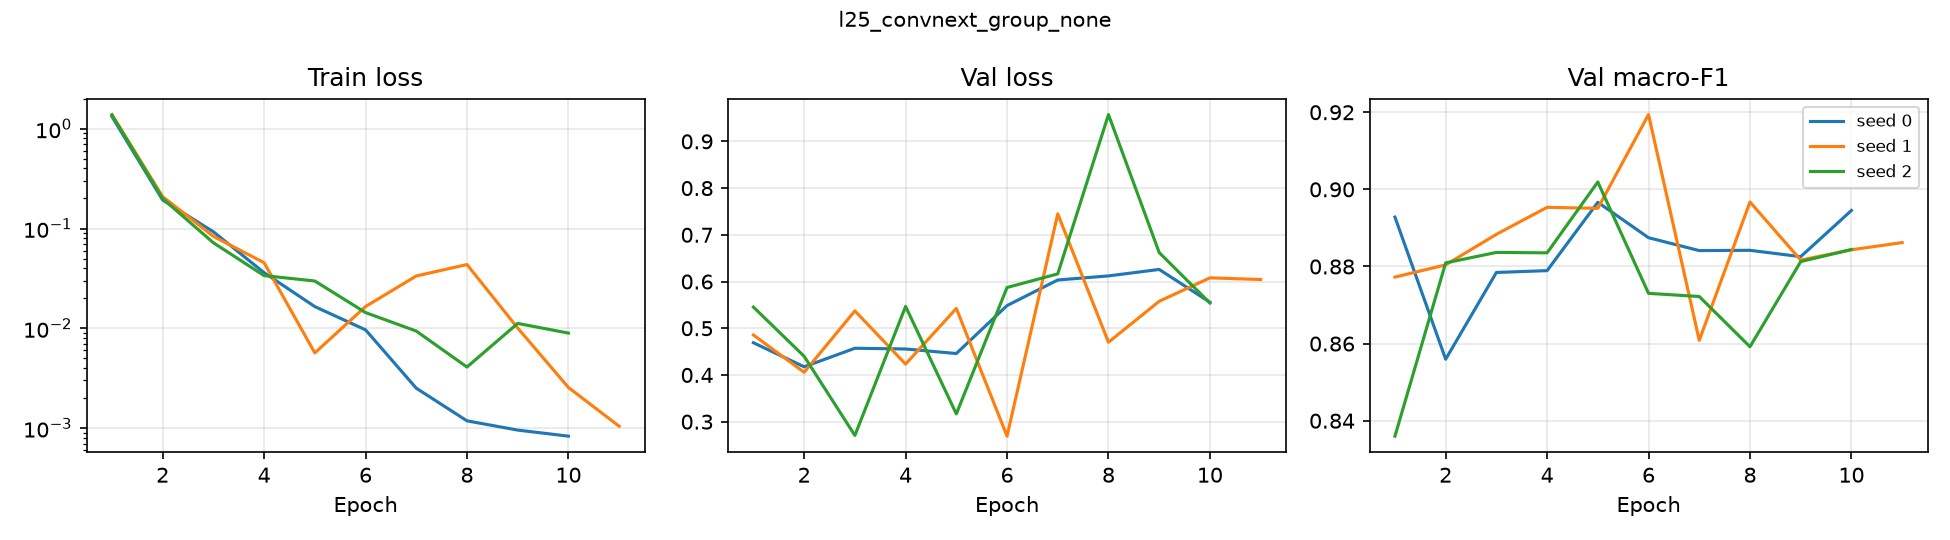 l25_convnext_group_none
Train loss
10⁰
10⁻¹
10⁻²
10⁻³
2 4 6 8 10
Epoch
Val loss
0.9
0.8
0.7
0.6
0.5
0.4
0.3
2 4 6 8 10
Epoch
Val macro-F1
0.92
0.90
0.88
0.86
0.84
2 4 6 8 10
Epoch
seed 0
seed 1
seed 2